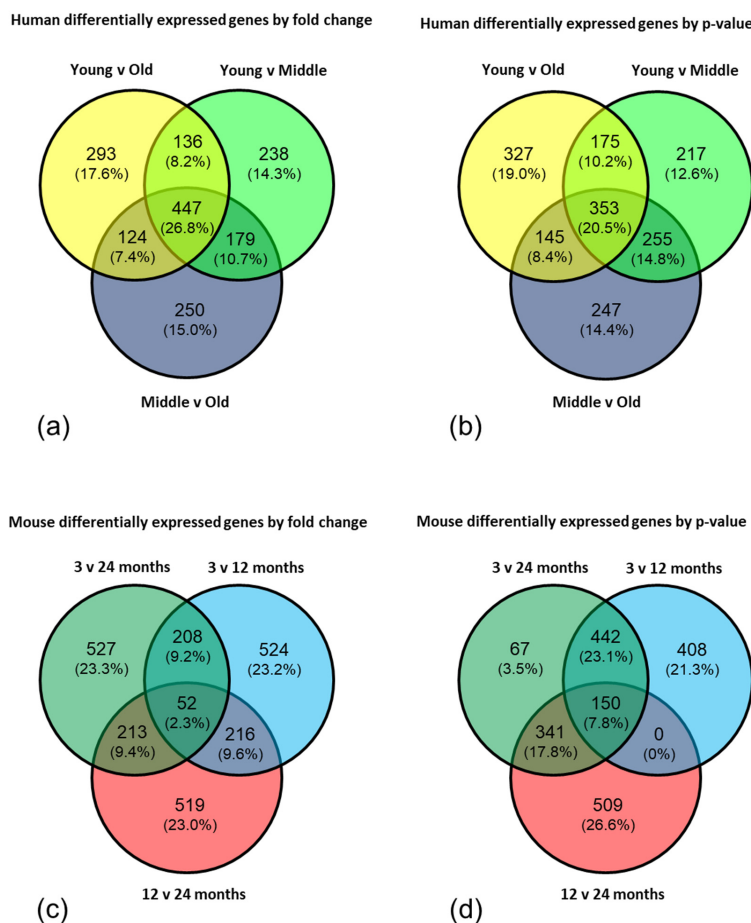 Human differentially expressed genes by fold change
Young v Old
Young v Middle
293
(17.6%)
136
(8.2%)
238
(14.3%)
447
(26.8%)
124
(7.4%)
179
(10.7%)
250
(15.0%)
Middle v Old
(a)
Human differentially expressed genes by p-value
Young v Old
Young v Middle
327
(19.0%)
175
(10.2%)
217
(12.6%)
353
(20.5%)
145
(8.4%)
255
(14.8%)
247
(14.4%)
Middle v Old
(b)
Mouse differentially expressed genes by fold change
3 v 24 months
3 v 12 months
527
(23.3%)
208
(9.2%)
524
(23.2%)
52
(2.3%)
213
(9.4%)
216
(9.6%)
519
(23.0%)
12 v 24 months
(c)
Mouse differentially expressed genes by p-value
3 v 24 months
3 v 12 months
67
(3.5%)
442
(23.1%)
408
(21.3%)
150
(7.8%)
341
(17.8%)
0
(0%)
509
(26.6%)
12 v 24 months
(d)